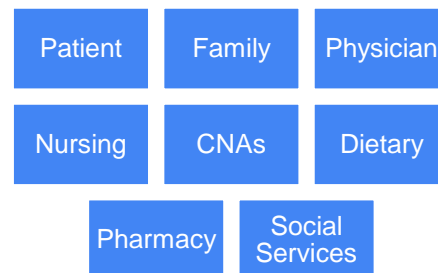 Patient
Family
Physician
Nursing
CNAs
Dietary
Pharmacy
Social
Services